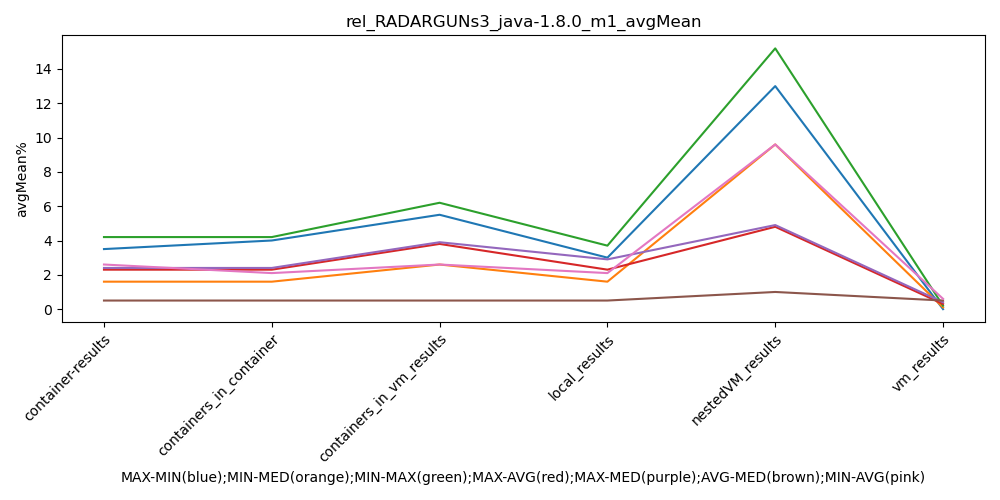 rel_RADARGUNs3_java-1.8.0_m1_avgMean
avgMean%
14
12
10
8
6
4
2
0
container-results
containers_in_container
containers_in_vm_results
local_results
nestedVM_results
vm_results
MAX-MIN(blue);MIN-MED(orange);MIN-MAX(green);MAX-AVG(red);MAX-MED(purple);AVG-MED(brown);MIN-AVG(pink)